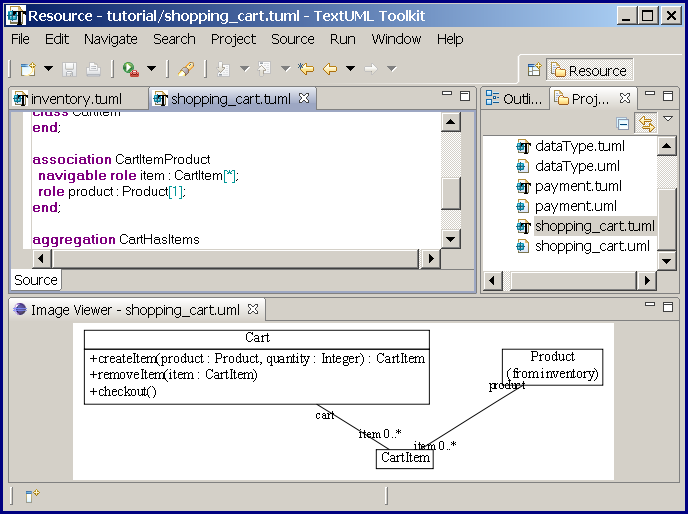 Resource - tutorial/shopping_cart.tuml - TextUML Toolkit
File Edit Navigate Search Project Source Run Window Help
Resource
inventory.tuml shopping_cart.tuml
class CartItem
end;
association CartItemProduct
navigable role item : CartItem[*];
role product : Product[1];
end;
aggregation CartHasItems
Source
Outli... Proj...
dataType.tuml
dataType.uml
payment.tuml
payment.uml
shopping_cart.tuml
shopping_cart.uml
Image Viewer - shopping_cart.uml
Cart
+createItem(product : Product, quantity : Integer) : CartItem
+removeItem(item : CartItem)
+checkout()
Product
(from inventory)
product
cart
item 0..*
item 0..*
CartItem